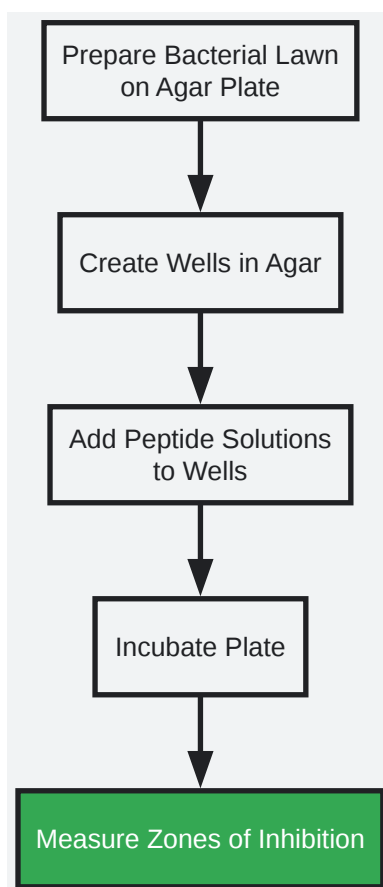 Prepare Bacterial Lawn
on Agar Plate
Create Wells in Agar
Add Peptide Solutions
to Wells
Incubate Plate
Measure Zones of Inhibition